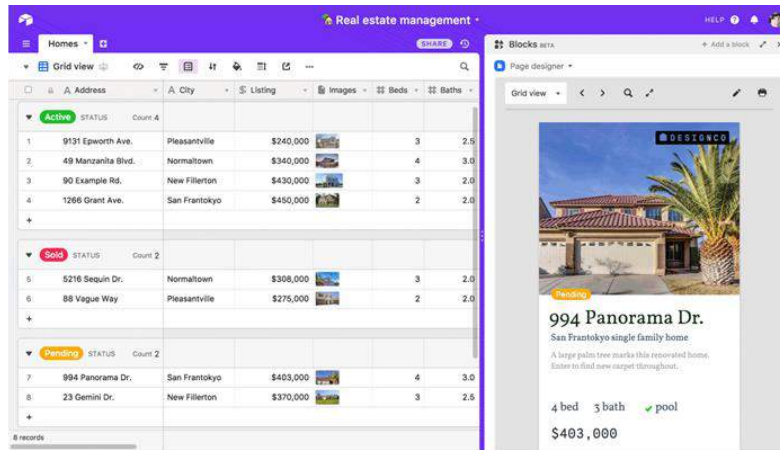 Real estate management
HELP
Homes
SHARE
Grid view
Address
City
Listing
Images
Beds
Baths
Active STATUS Count 4
1 9131 Epworth Ave. Pleasantville $240,000 3 2.5
2 49 Manzanita Blvd. Normaltown $340,000 4 3.0
3 90 Example Rd. New Fillerton $430,000 3 2.0
4 1266 Grant Ave. San Frantokyo $450,000 2 2.0
+
Sold STATUS Count 2
5 5216 Sequin Dr. Normaltown $308,000 3 2.0
6 88 Vague Way Pleasantville $275,000 2 2.0
+
Pending STATUS Count 2
7 994 Panorama Dr. San Frantokyo $403,000 4 3.0
8 23 Gemini Dr. New Fillerton $370,000 3 2.5
+
8 records
Blocks BETA
+ Add a block
Page designer
Grid view
DESIGNCO
Pending
994 Panorama Dr.
San Frantokyo single family home
A large palm tree marks this renovated home.
Enter to find new carpet throughout.
4 bed 3 bath ✓ pool
$403,000